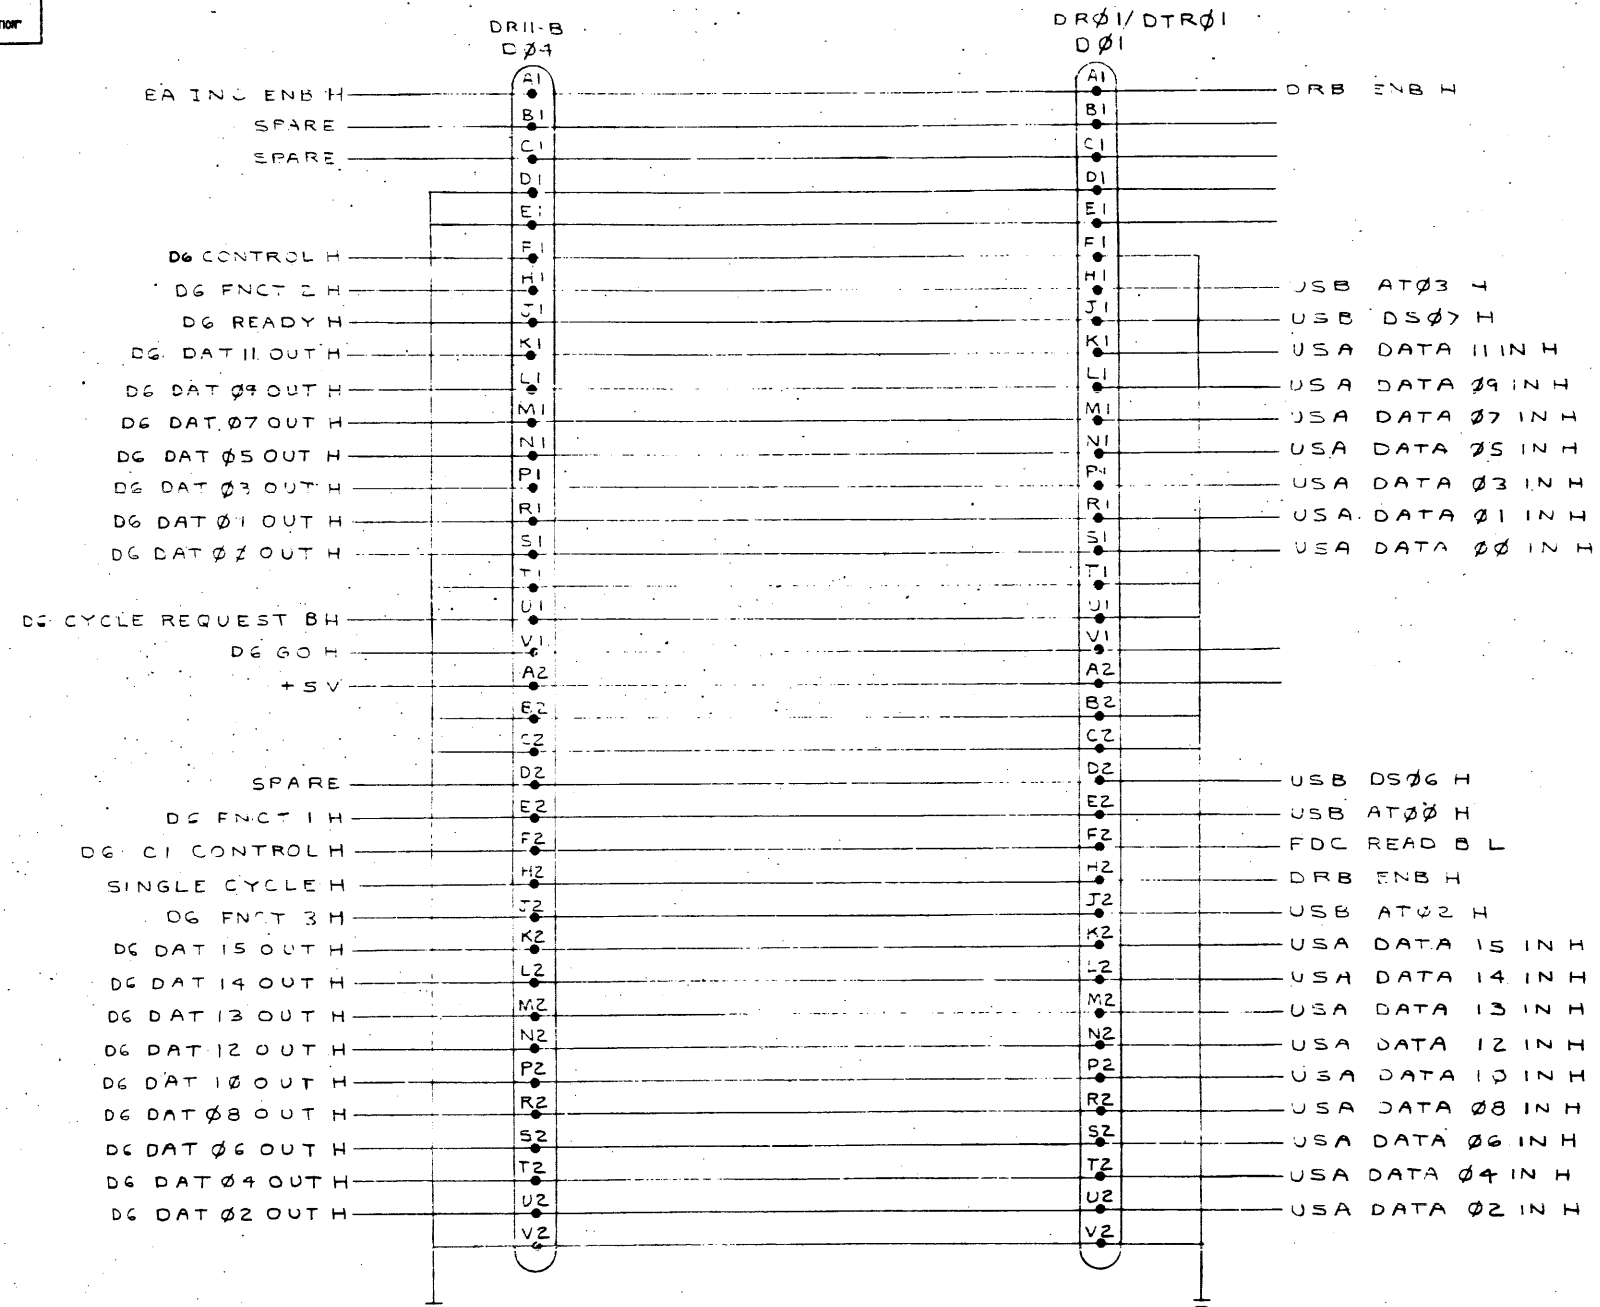 TION"
DR11-B DRØ1/DTRØ1
DØ4 DØ1
EA INC ENB H A1 A1 DRB ENB H
SPARE B1 B1
SPARE C1 C1
D1 D1
E1 E1
D6 CONTROL H F1 F1
D6 FNCT 2 H H1 H1 USB ATØ3 H
D6 READY H J1 J1 USB DSØ7 H
D6 DAT 11 OUT H K1 K1 USA DATA 11 IN H
D6 DAT Ø9 OUT H L1 L1 USA DATA Ø9 IN H
D6 DAT Ø7 OUT H M1 M1 USA DATA Ø7 IN H
D6 DAT Ø5 OUT H N1 N1 USA DATA Ø5 IN H
D6 DAT Ø3 OUT H P1 P1 USA DATA Ø3 IN H
D6 DAT Ø1 OUT H R1 R1 USA DATA Ø1 IN H
D6 DAT ØØ OUT H S1 S1 USA DATA ØØ IN H
T1 T1
D6 CYCLE REQUEST B H U1 U1
D6 GO H V1 V1
+5V A2 A2
B2 B2
C2 C2
SPARE D2 D2 USB DSØ6 H
D6 FNCT 1 H E2 E2 USB ATØØ H
D6 C1 CONTROL H F2 F2 FDC READ B L
SINGLE CYCLE H H2 H2 DRB ENB H
D6 FNCT 3 H J2 J2 USB ATØ2 H
D6 DAT 15 OUT H K2 K2 USA DATA 15 IN H
D6 DAT 14 OUT H L2 L2 USA DATA 14 IN H
D6 DAT 13 OUT H M2 M2 USA DATA 13 IN H
D6 DAT 12 OUT H N2 N2 USA DATA 12 IN H
D6 DAT 1Ø OUT H P2 P2 USA DATA 1Ø IN H
D6 DAT Ø8 OUT H R2 R2 USA DATA Ø8 IN H
D6 DAT Ø6 OUT H S2 S2 USA DATA Ø6 IN H
D6 DAT Ø4 OUT H T2 T2 USA DATA Ø4 IN H
D6 DAT Ø2 OUT H U2 U2 USA DATA Ø2 IN H
V2 V2